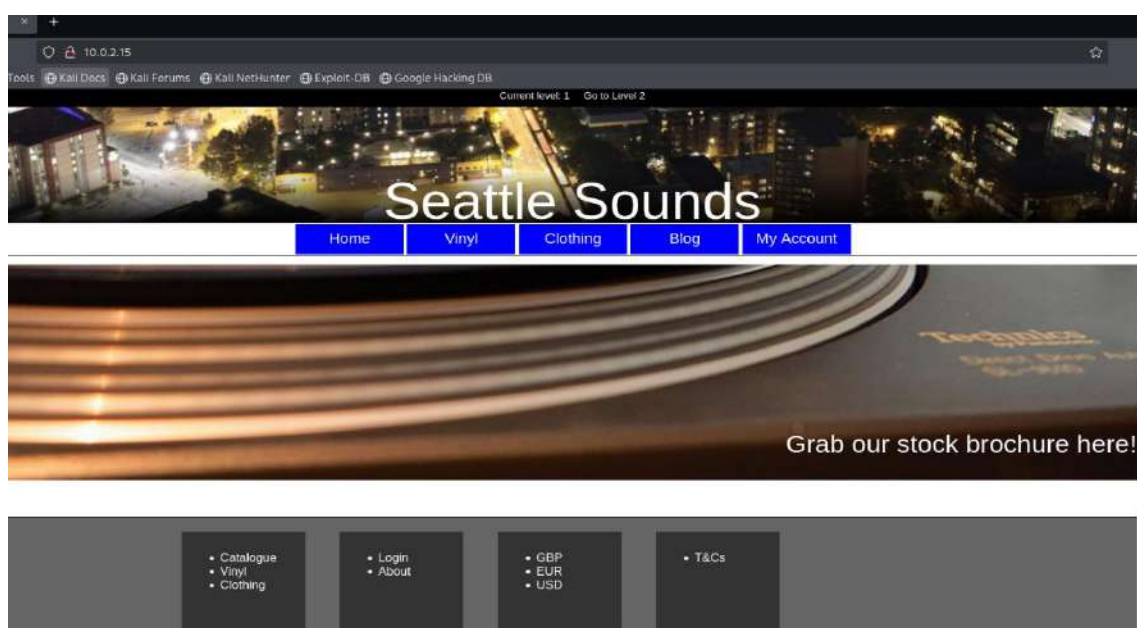 × +
10.0.2.15
Tools Kali Docs Kali Forums Kali NetHunter Exploit-DB Google Hacking DB
Current level: 1 Go to Level 2
Seattle Sounds
Home Vinyl Clothing Blog My Account
Technics
Grab our stock brochure here!
• Catalogue
• Vinyl
• Clothing
• Login
• About
• GBP
• EUR
• USD
• T&Cs